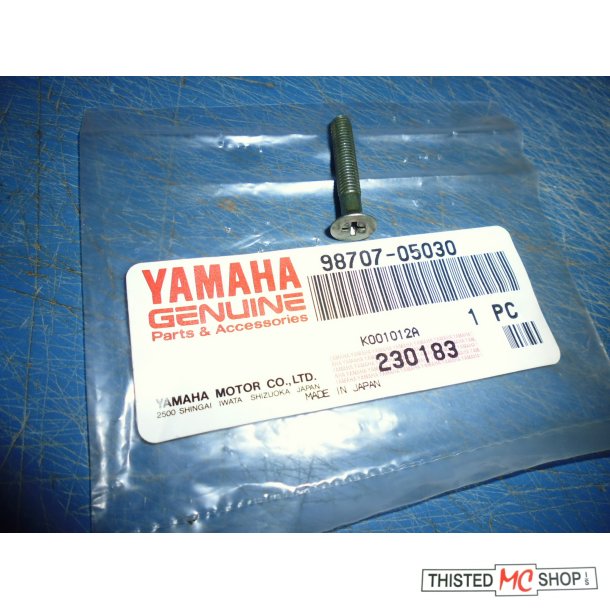 YAMAHA
GENUINE
Parts & Accessories
98707-05030
1 PC
K001012A
230183
YAMAHA MOTOR CO.,LTD.
2500 SHINGAI IWATA SHIZUOKA JAPAN
MADE IN JAPAN
THISTED MC SHOP I/S